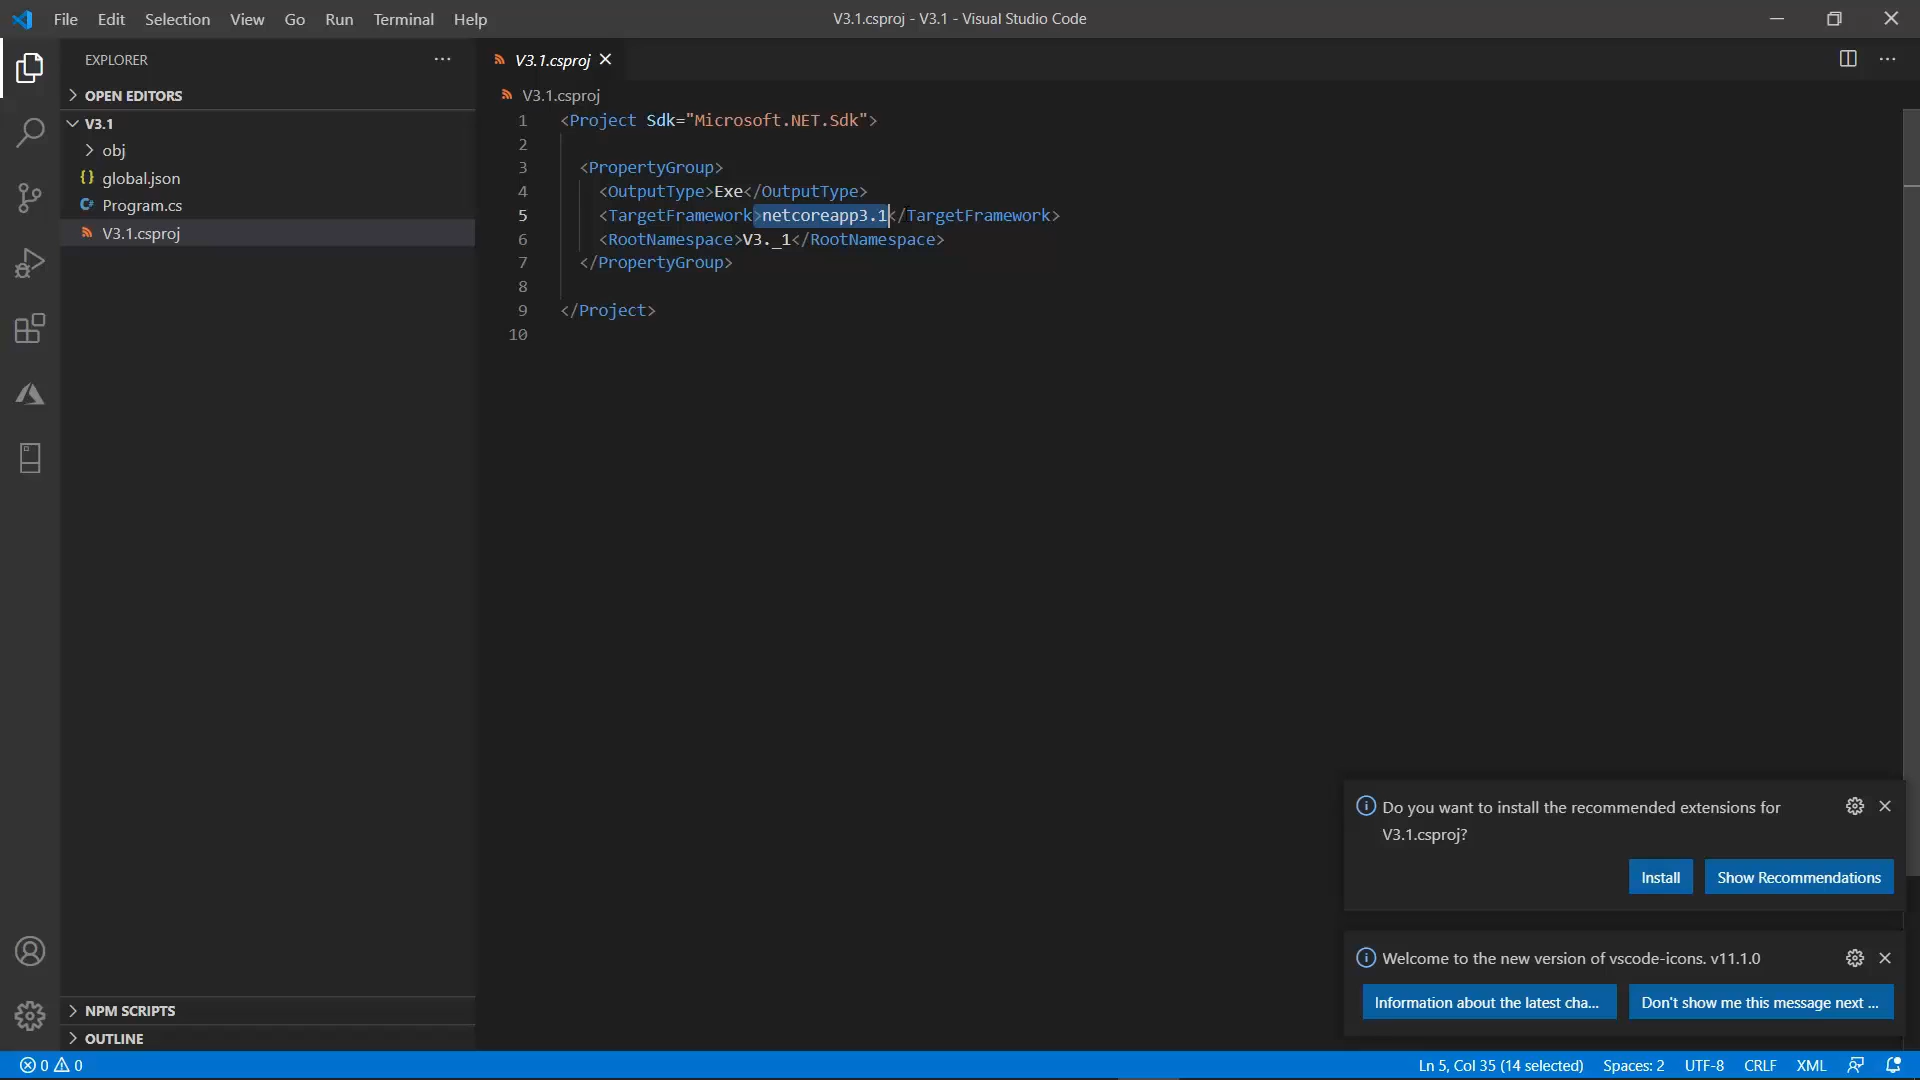 File Edit Selection View Go Run Terminal Help
V3.1.csproj - V3.1 - Visual Studio Code
EXPLORER
OPEN EDITORS
V3.1
obj
global.json
Program.cs
V3.1.csproj
NPM SCRIPTS
OUTLINE
V3.1.csproj
V3.1.csproj
1 <Project Sdk="Microsoft.NET.Sdk">
2
3 <PropertyGroup>
4 <OutputType>Exe</OutputType>
5 <TargetFramework>netcoreapp3.1</TargetFramework>
6 <RootNamespace>V3._1</RootNamespace>
7 </PropertyGroup>
8
9 </Project>
10
Do you want to install the recommended extensions for
V3.1.csproj?
Install Show Recommendations
Welcome to the new version of vscode-icons. v11.1.0
Information about the latest cha... Don't show me this message next ...
0 0 Ln 5, Col 35 (14 selected) Spaces: 2 UTF-8 CRLF XML